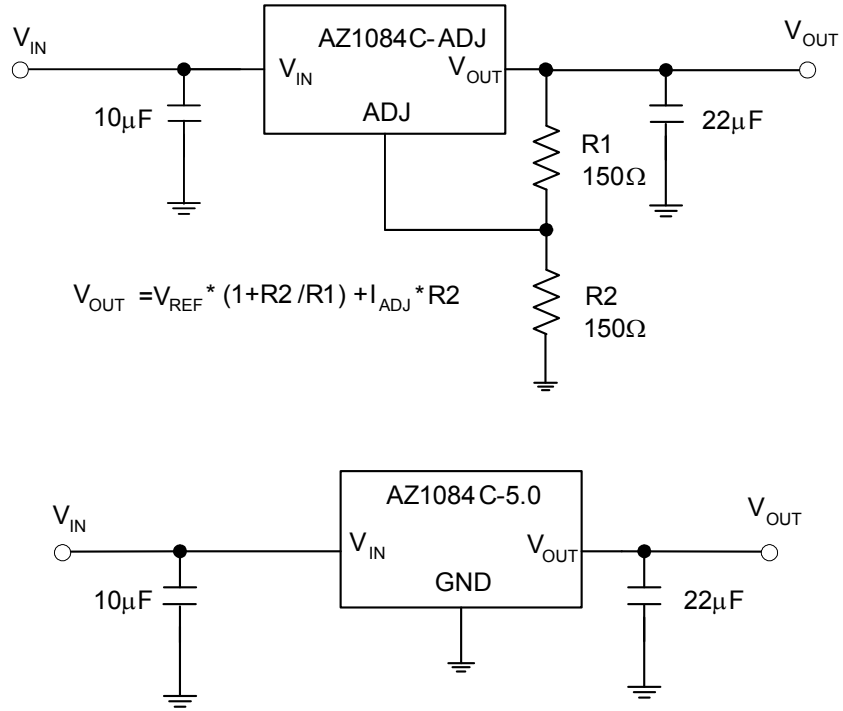 AZ1084C-ADJ
VIN
VIN
VOUT
VOUT
10μF
ADJ
22μF
R1
150Ω
VOUT =VREF* (1+R2/R1)+IADJ*R2
R2
150Ω
AZ1084C-5.0
VIN
VIN
VOUT
VOUT
10μF
GND
22μF